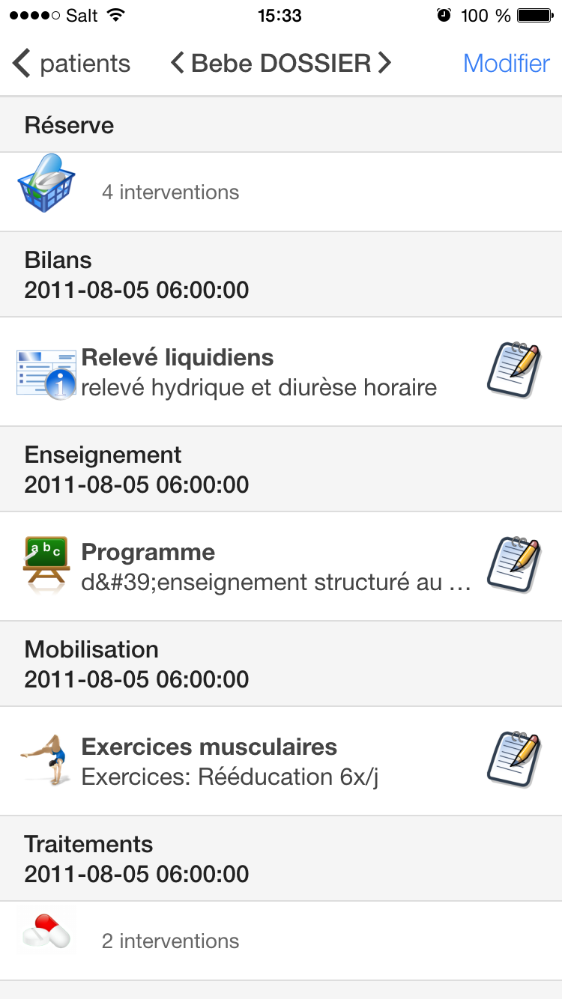 Salt 15:33 100 %
patients Bebe DOSSIER Modifier
Réserve
4 interventions
Bilans
2011-08-05 06:00:00
Relevé liquidiens
relevé hydrique et diurèse horaire
Enseignement
2011-08-05 06:00:00
a b c
Programme
d&#39;enseignement structuré au …
Mobilisation
2011-08-05 06:00:00
Exercices musculaires
Exercices: Rééducation 6x/j
Traitements
2011-08-05 06:00:00
2 interventions